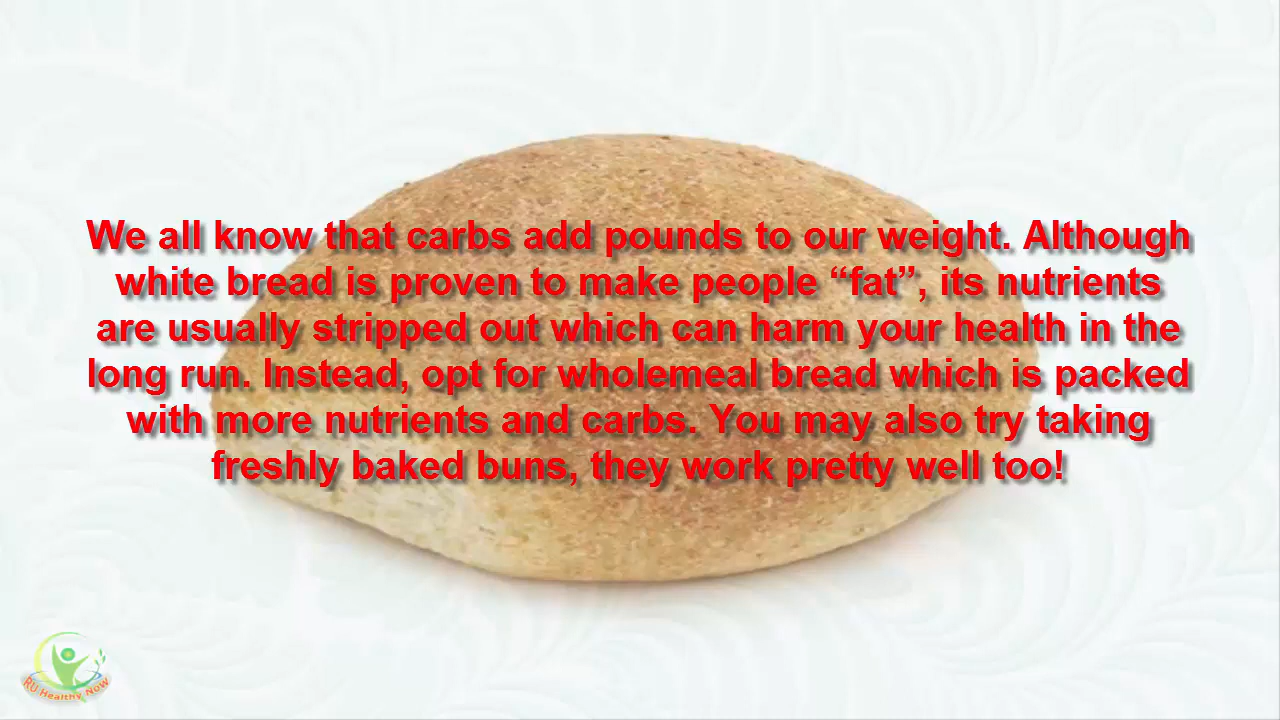 We all know that carbs add pounds to our weight. Although
white bread is proven to make people “fat”, its nutrients
are usually stripped out which can harm your health in the
long run. Instead, opt for wholemeal bread which is packed
with more nutrients and carbs. You may also try taking
freshly baked buns, they work pretty well too!
RU Healthy Now